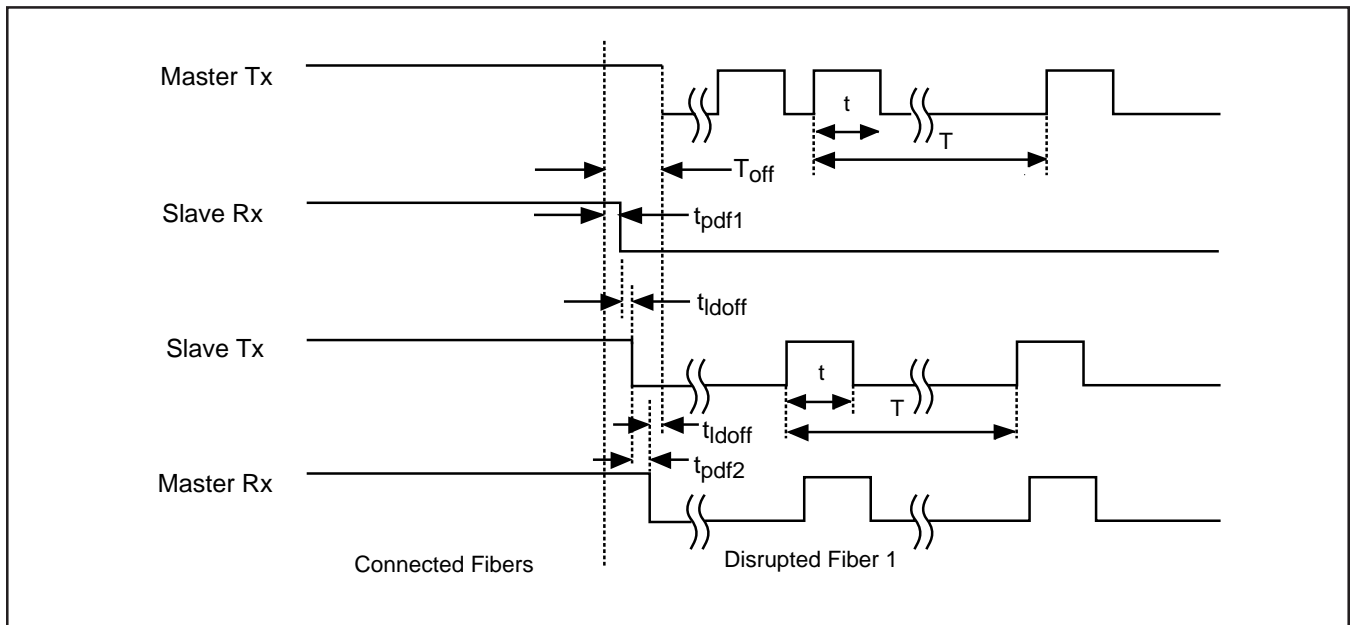 Master Tx
t
T
Toff
Slave Rx
tpdf1
tldoff
Slave Tx
t
T
tldoff
tpdf2
Master Rx
Connected Fibers
Disrupted Fiber 1